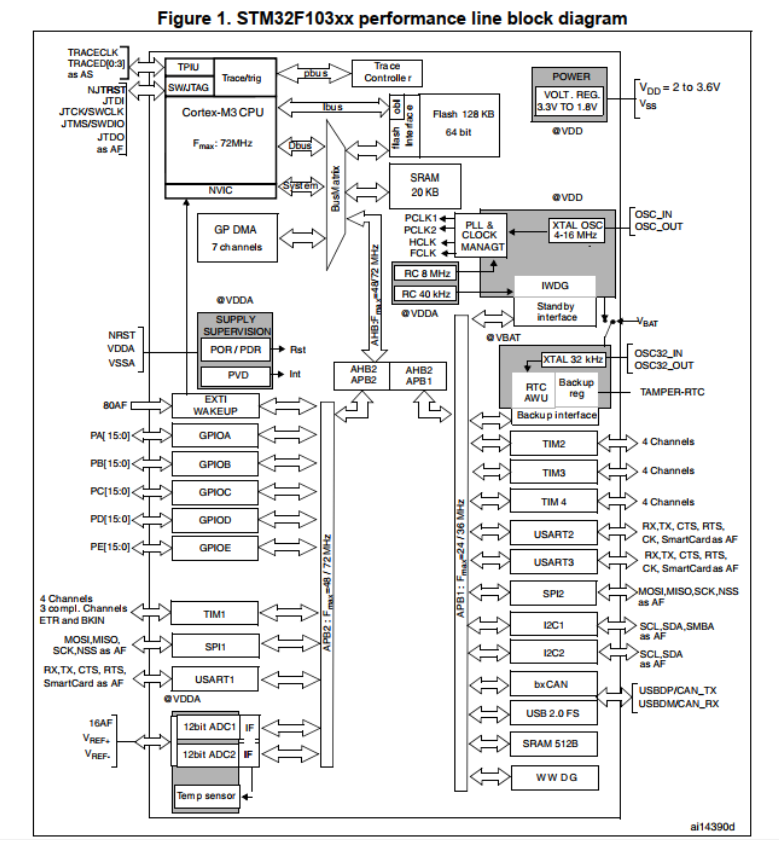 Figure 1. STM32F103xx performance line block diagram
TRACECLK
TRACED[0:3]
as AS
NJTRST
JTDI
JTCK/SWCLK
JTMS/SWDIO
JTDO
as AF
TPIU
SW/JTAG
Trace/trig
Cortex-M3 CPU
Fmax: 72MHz
NVIC
pbus
Trace
Controller
Ibus
Dbus
System
BusMatrix
obl
flash
Interface
Flash 128 KB
64 bit
SRAM
20 KB
GP DMA
7 channels
POWER
VOLT. REG.
3.3V TO 1.8V
@VDD
VDD = 2 to 3.6V
VSS
@VDD
PCLK1
PCLK2
HCLK
FCLK
PLL &
CLOCK
MANAGT
XTAL OSC
4-16 MHz
OSC_IN
OSC_OUT
RC 8 MHz
RC 40 kHz
@VDDA
IWDG
Standby
interface
VBAT
@VBAT
XTAL 32 kHz
OSC32_IN
OSC32_OUT
RTC
AWU
Backup
reg
TAMPER-RTC
Backup interface
AHB:Fmax=48/72 MHz
@VDDA
SUPPLY
SUPERVISION
NRST
VDDA
VSSA
POR / PDR
Rst
PVD
Int
AHB2
APB2
AHB2
APB1
80AF
EXTI
WAKEUP
PA[15:0]
GPIOA
PB[15:0]
GPIOB
PC[15:0]
GPIOC
PD[15:0]
GPIOD
PE[15:0]
GPIOE
4 Channels
3 compl. Channels
ETR and BKIN
TIM1
MOSI,MISO,
SCK,NSS as AF
SPI1
RX,TX, CTS, RTS,
SmartCard as AF
USART1
@VDDA
16AF
VREF+
VREF-
12bit ADC1
IF
12bit ADC2
IF
Temp sensor
APB2 : Fmax=48 / 72 MHz
APB1 : Fmax=24 / 36 MHz
TIM2
4 Channels
TIM3
4 Channels
TIM 4
4 Channels
USART2
RX,TX, CTS, RTS,
CK, SmartCard as AF
USART3
RX,TX, CTS, RTS,
CK, SmartCard as AF
SPI2
MOSI,MISO,SCK,NSS
as AF
I2C1
SCL,SDA,SMBA
as AF
I2C2
SCL,SDA
as AF
bxCAN
USBDP/CAN_TX
USBDM/CAN_RX
USB 2.0 FS
SRAM 512B
WWDG
ai14390d